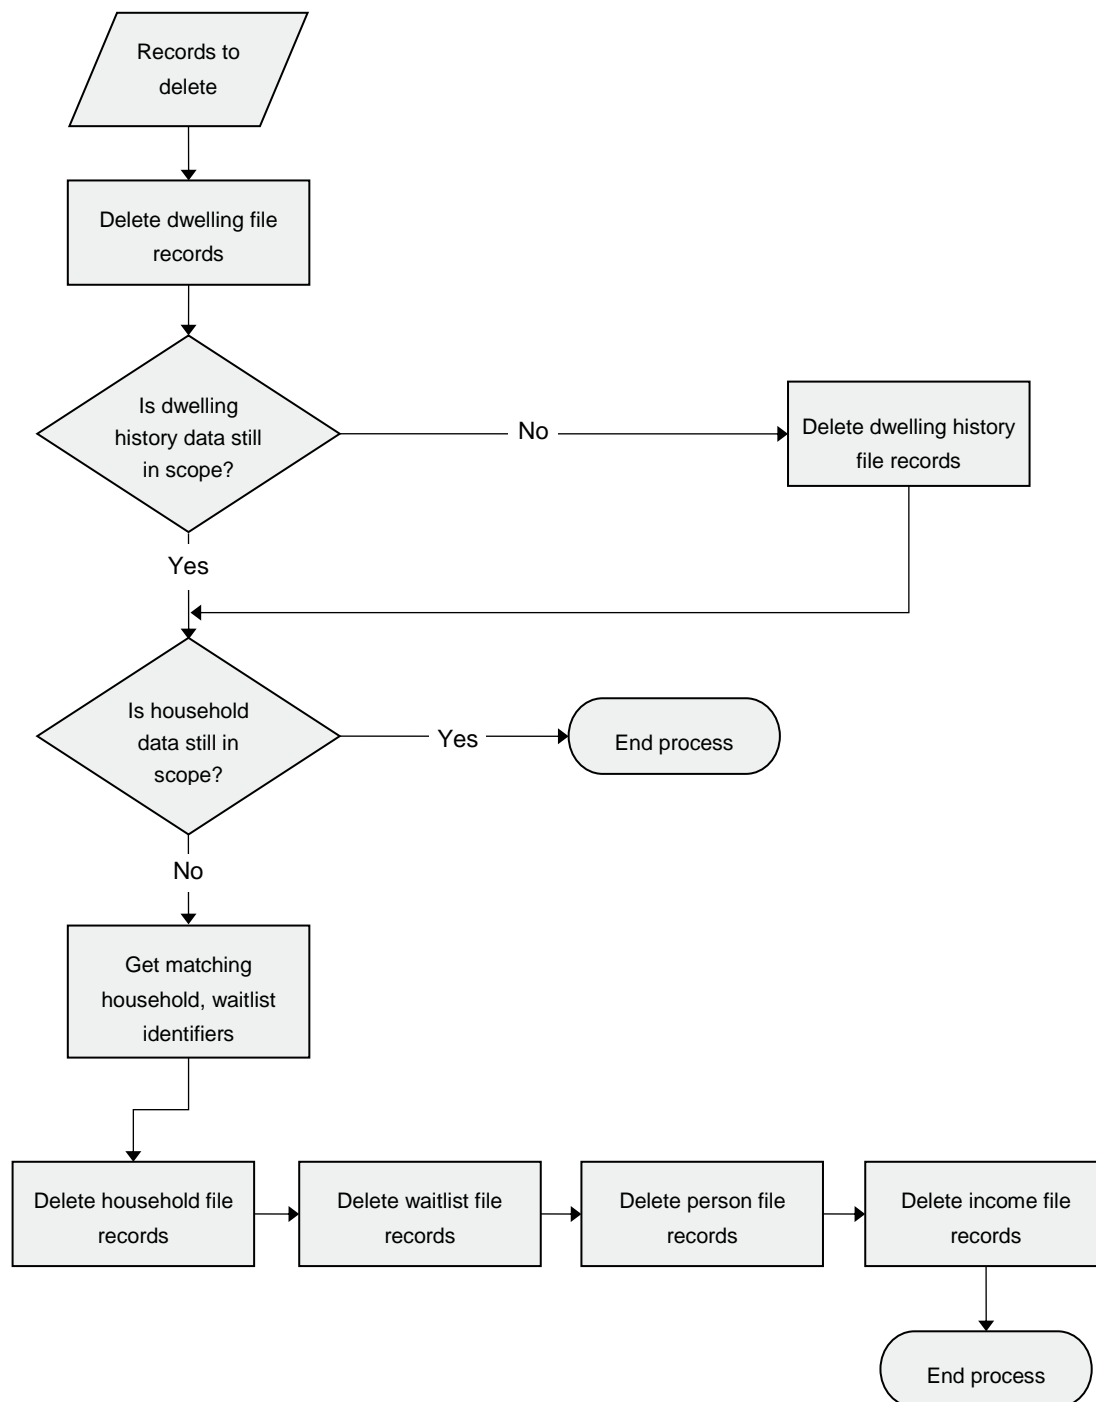 Records to
delete
Delete dwelling file
records
Is dwelling
history data still
in scope?
No
Delete dwelling history
file records
Yes
Is household
data still in
scope?
Yes
End process
No
Get matching
household, waitlist
identifiers
Delete household file
records
Delete waitlist file
records
Delete person file
records
Delete income file
records
End process